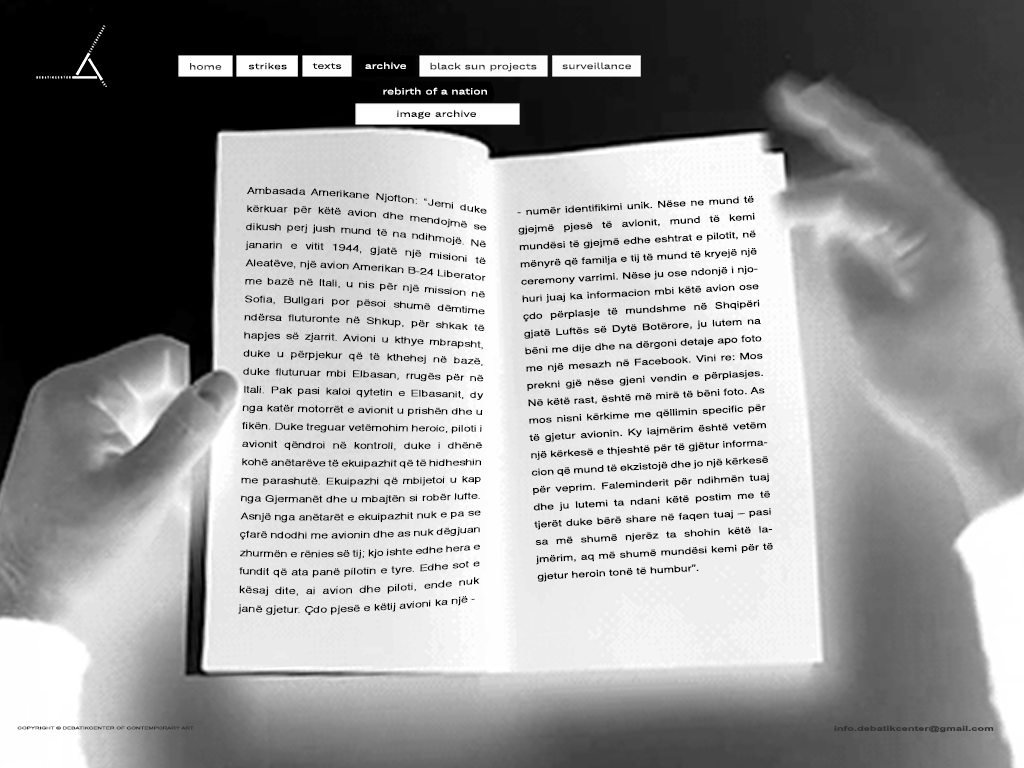 DEBATIKCENTER
home
strikes
texts
archive
black sun projects
surveillance
rebirth of a nation
image archive
Ambasada Amerikane Njofton: "Jemi duke
kërkuar për këtë avion dhe mendojmë se
dikush perj jush mund të na ndihmojë. Në
janarin e vitit 1944, gjatë një misioni të
Aleatëve, një avion Amerikan B-24 Liberator
me bazë në Itali, u nis për një mission në
Sofia, Bullgari por pësoi shumë dëmtime
ndërsa fluturonte në Shkup, për shkak të
hapjes së zjarrit. Avioni u kthye mbrapsht,
duke u përpjekur që të kthehej në bazë,
duke fluturuar mbi Elbasan, rrugës për në
Itali. Pak pasi kaloi qytetin e Elbasanit, dy
nga katër motorrët e avionit u prishën dhe u
fikën. Duke treguar vetëmohim heroic, piloti i
avionit qëndroi në kontroll, duke i dhënë
kohë anëtarëve të ekuipazhit që të hidheshin
me parashutë. Ekuipazhi që mbijetoi u kap
nga Gjermanët dhe u mbajtën si robër lufte.
Asnjë nga anëtarët e ekuipazhit nuk e pa se
çfarë ndodhi me avionin dhe as nuk dëgjuan
zhurmën e rënies së tij; kjo ishte edhe hera e
fundit që ata panë pilotin e tyre. Edhe sot e
kësaj dite, ai avion dhe piloti, ende nuk
janë gjetur. Çdo pjesë e këtij avioni ka një -
- numër identifikimi unik. Nëse ne mund të
gjejmë pjesë të avionit, mund të kemi
mundësi të gjejmë edhe eshtrat e pilotit, në
mënyrë që familja e tij të mund të kryejë një
ceremony varrimi. Nëse ju ose ndonjë i njo-
huri juaj ka informacion mbi këtë avion ose
çdo përplasje të mundshme në Shqipëri
gjatë Luftës së Dytë Botërore, ju lutem na
bëni me dije dhe na dërgoni detaje apo foto
me një mesazh në Facebook. Vini re: Mos
prekni gjë nëse gjeni vendin e përplasjes.
Në këtë rast, është më mirë të bëni foto. As
mos nisni kërkime me qëllimin specific për
të gjetur avionin. Ky lajmërim është vetëm
një kërkesë e thjeshtë për të gjëtur informa-
cion që mund të ekzistojë dhe jo një kërkesë
për veprim. Faleminderit për ndihmën tuaj
dhe ju lutemi ta ndani këtë postim me të
tjerët duke bërë share në faqen tuaj – pasi
sa më shumë njerëz ta shohin këtë la-
jmërim, aq më shumë mundësi kemi për të
gjetur heroin tonë të humbur".
COPYRIGHT © DEBATIKCENTER OF CONTEMPORARY ART
info.debatikcenter@gmail.com